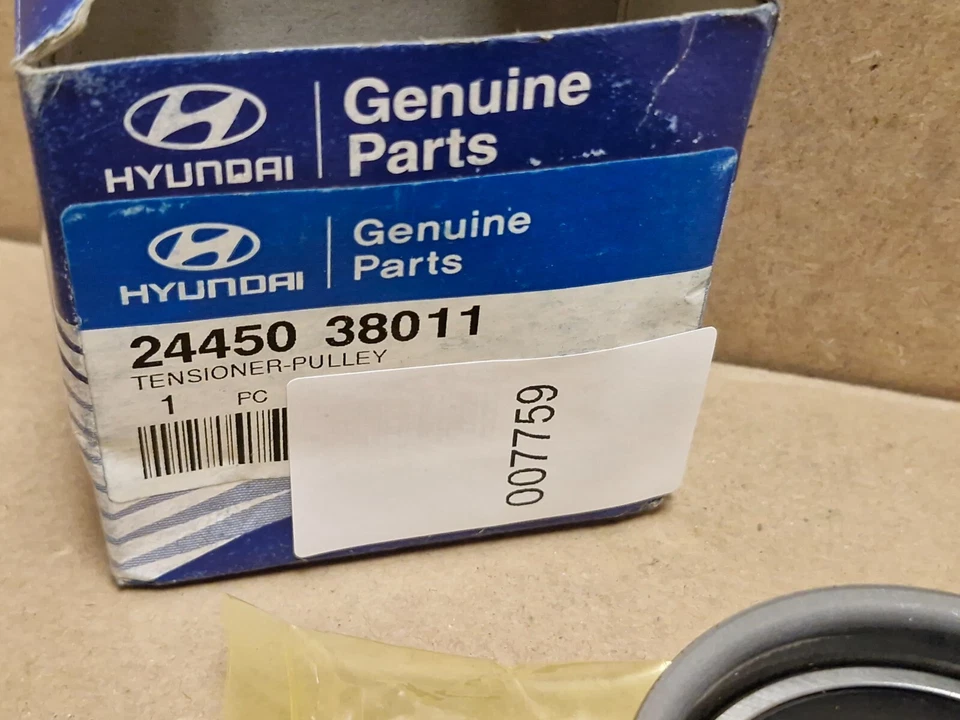 HYUNDAI
Genuine
Parts
HYUNDAI
Genuine
Parts
24450 38011
TENSIONER-PULLEY
1 PC
007759